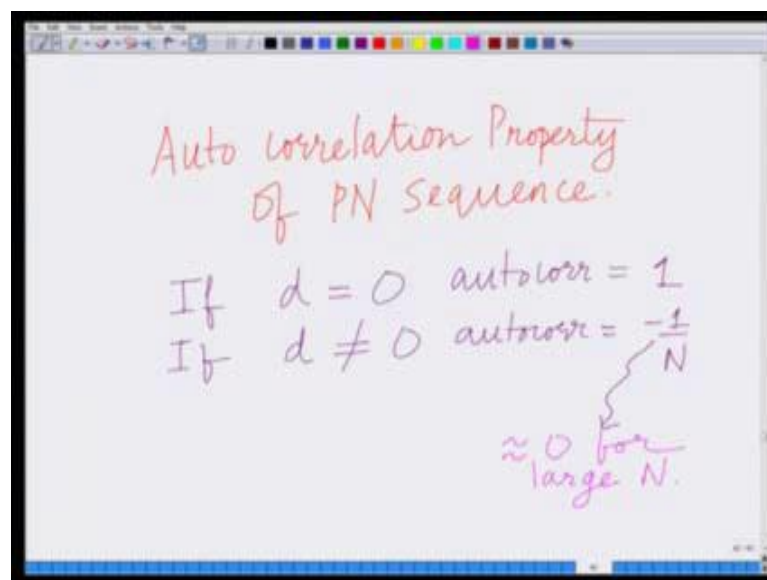 Auto correlation Property
of PN Sequence.
If d = 0 autocorr = 1
If d ≠ 0 autocorr = -1/N
≈ 0 for
large N.